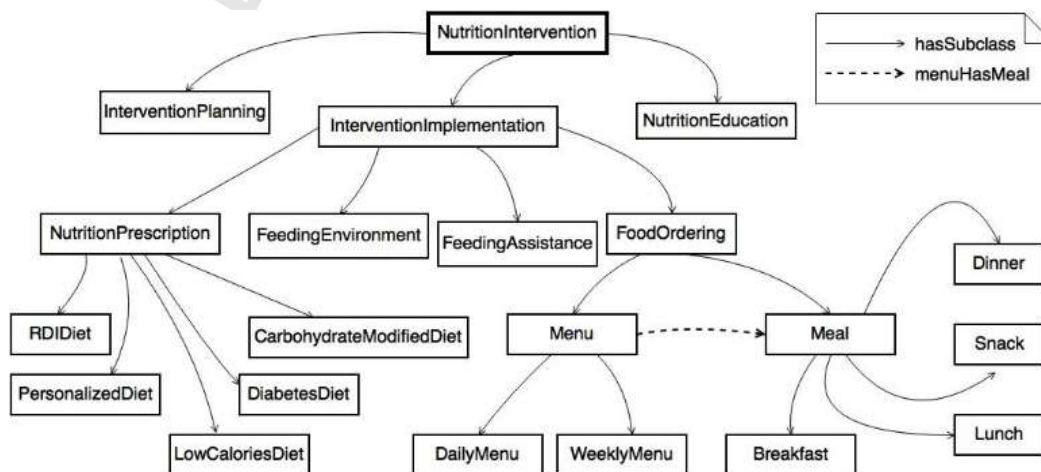 NutritionIntervention
hasSubclass
menuHasMeal
InterventionPlanning
InterventionImplementation
NutritionEducation
NutritionPrescription
FeedingEnvironment
FeedingAssistance
FoodOrdering
Dinner
RDIDiet
CarbohydrateModifiedDiet
Menu
Meal
Snack
PersonalizedDiet
DiabetesDiet
LowCaloriesDiet
DailyMenu
WeeklyMenu
Breakfast
Lunch